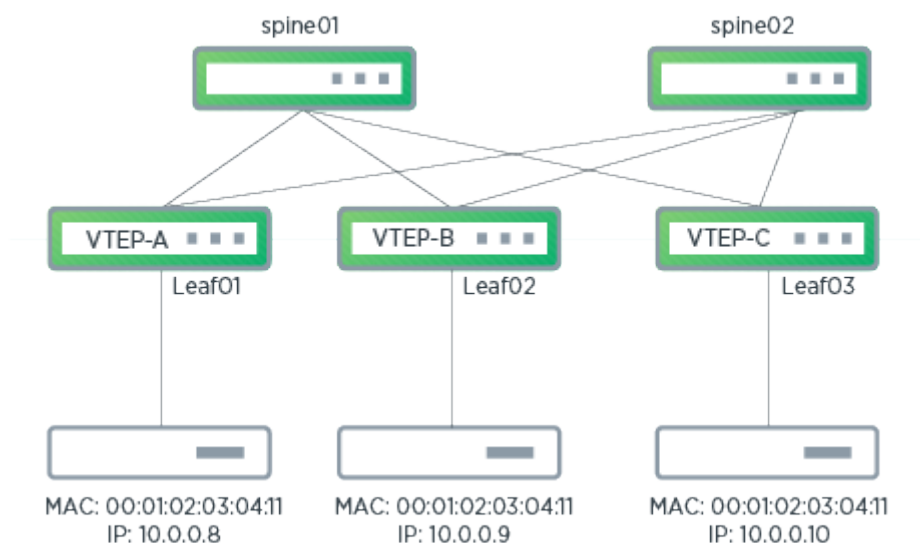 spine01
spine02
VTEP-A
VTEP-B
VTEP-C
Leaf01
Leaf02
Leaf03
MAC: 00:01:02:03:04:11
IP: 10.0.0.8
MAC: 00:01:02:03:04:11
IP: 10.0.0.9
MAC: 00:01:02:03:04:11
IP: 10.0.0.10